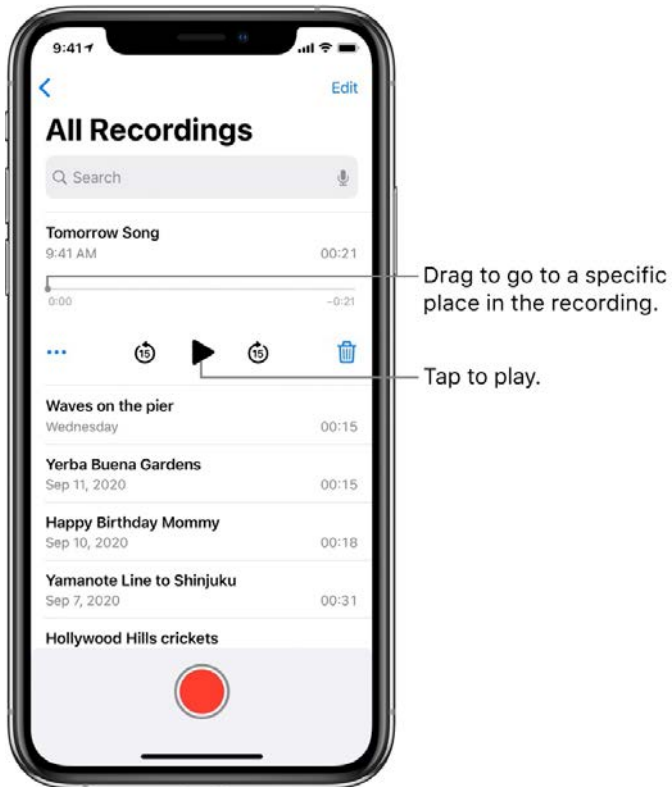 9:41
Edit
All Recordings
Search
Tomorrow Song
9:41 AM 00:21
0:00 -0:21
15 15
Waves on the pier
Wednesday 00:15
Yerba Buena Gardens
Sep 11, 2020 00:15
Happy Birthday Mommy
Sep 10, 2020 00:18
Yamanote Line to Shinjuku
Sep 7, 2020 00:31
Hollywood Hills crickets
Drag to go to a specific
place in the recording.
Tap to play.